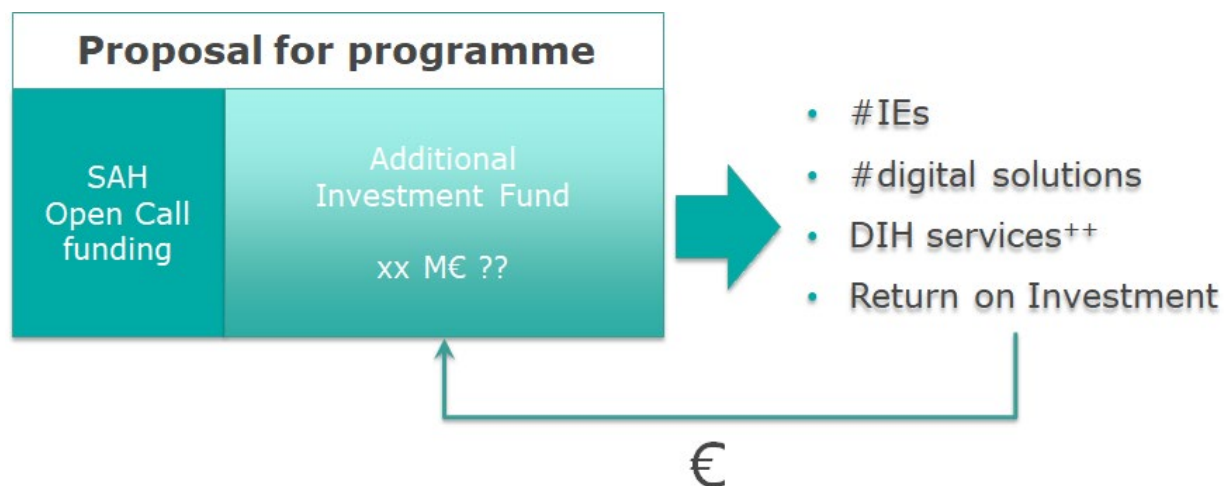 Proposal for programme
SAH
Open Call
funding
Additional
Investment Fund
xx M€ ??
• #IEs
• #digital solutions
• DIH services⁺⁺
• Return on Investment
€